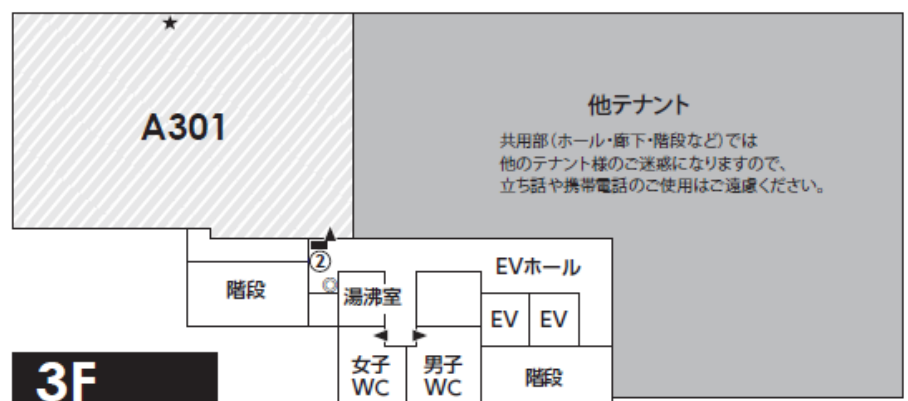 ★
A301
他テナント
共用部(ホール・廊下・階段など)では
他のテナント様のご迷惑になりますので、
立ち話や携帯電話のご使用はご遠慮ください。
▲
②
◎
EVホール
階段
湯沸室
EV
EV
◀ ▶
女子
WC
男子
WC
階段
3F